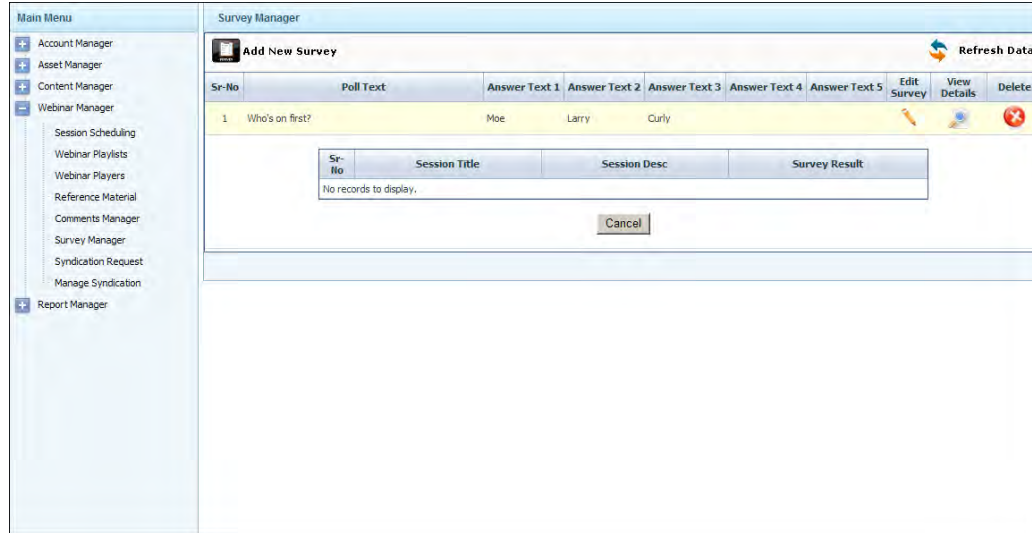 Main Menu
Account Manager
Asset Manager
Content Manager
Webinar Manager
Session Scheduling
Webinar Playlists
Webinar Players
Reference Material
Comments Manager
Survey Manager
Syndication Request
Manage Syndication
Report Manager
Survey Manager
Add New Survey
Refresh Data
Sr-No Poll Text Answer Text 1 Answer Text 2 Answer Text 3 Answer Text 4 Answer Text 5 Edit Survey View Details Delete
1 Who's on first? Moe Larry Curly
Sr-No Session Title Session Desc Survey Result
No records to display.
Cancel